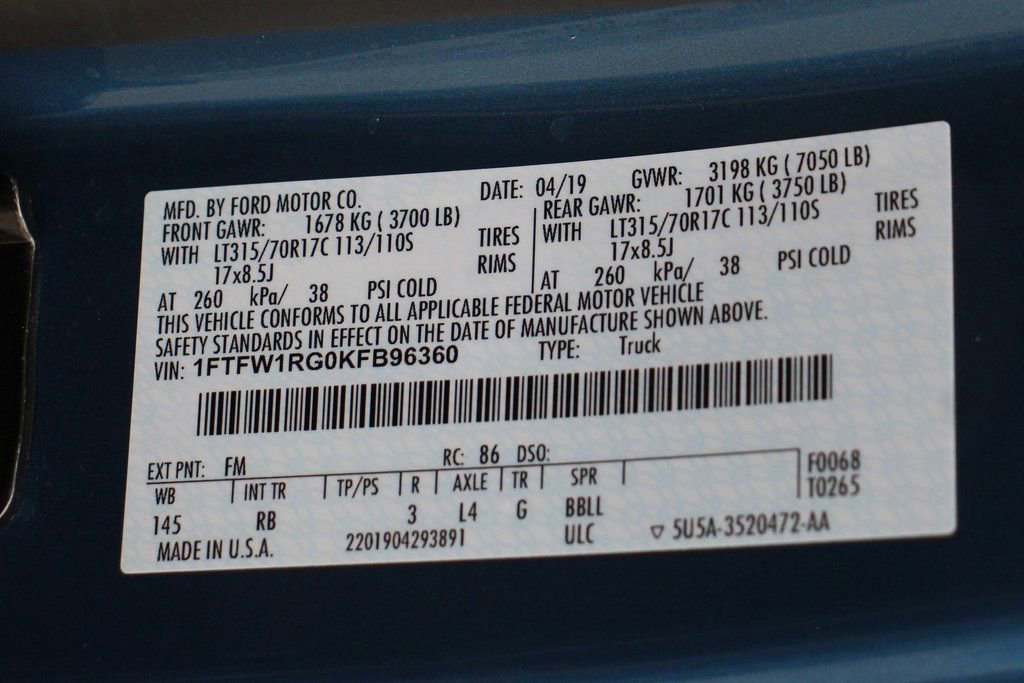 MFD. BY FORD MOTOR CO. DATE: 04/19 GVWR: 3198 KG ( 7050 LB)
FRONT GAWR: 1678 KG ( 3700 LB) REAR GAWR: 1701 KG ( 3750 LB)
WITH LT315/70R17C 113/110S TIRES WITH LT315/70R17C 113/110S TIRES
17x8.5J RIMS 17x8.5J RIMS
AT 260 kPa/ 38 PSI COLD AT 260 kPa/ 38 PSI COLD
THIS VEHICLE CONFORMS TO ALL APPLICABLE FEDERAL MOTOR VEHICLE
SAFETY STANDARDS IN EFFECT ON THE DATE OF MANUFACTURE SHOWN ABOVE.
VIN: 1FTFW1RG0KFB96360 TYPE: Truck
EXT PNT: FM RC: 86 DSO: F0068
WB INT TR TP/PS R AXLE TR SPR T0265
145 RB 3 L4 G BBLL
MADE IN U.S.A. 2201904293891 ULC ▽ 5U5A-3520472-AA